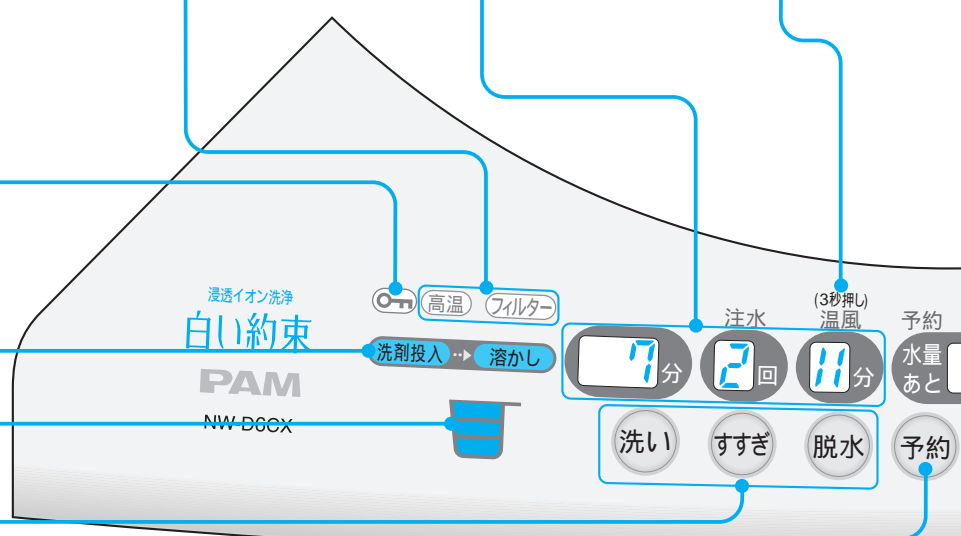 浸透イオン洗浄
白い約束
PAM
NW-D6CX
高温 フィルター
洗剤投入 溶かし
注水
(3秒押し)
温風
予約
7分
2回
11分
水量
あと
洗い すすぎ 脱水 予約